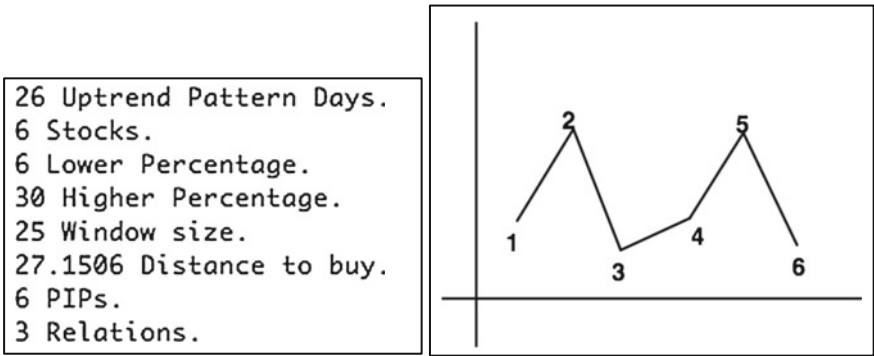 26 Uptrend Pattern Days.
6 Stocks.
6 Lower Percentage.
30 Higher Percentage.
25 Window size.
27.1506 Distance to buy.
6 PIPs.
3 Relations.
1
2
3
4
5
6